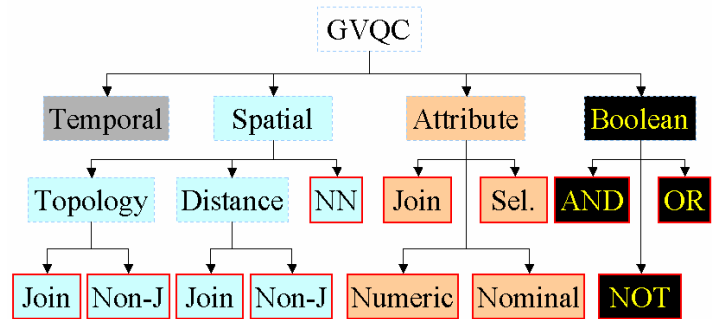 GVQC
Temporal Spatial Attribute Boolean
Topology Distance NN Join Sel. AND OR
Join Non-J Join Non-J Numeric Nominal NOT